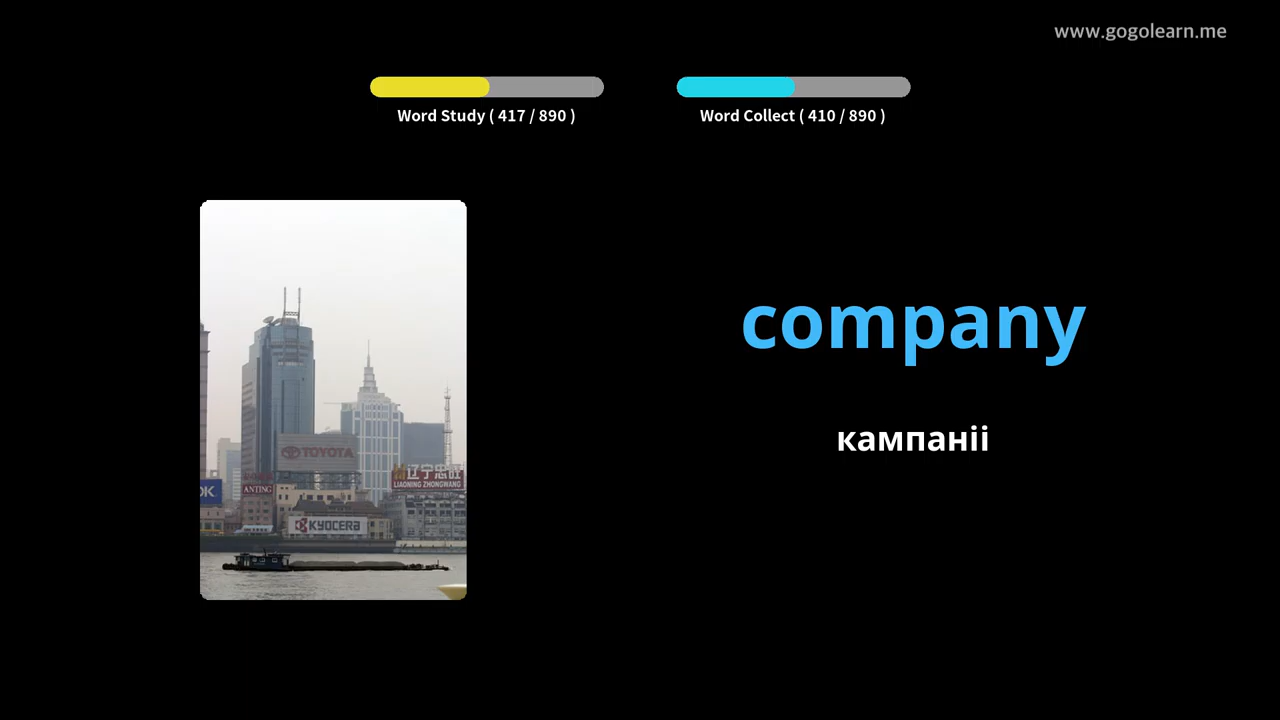 www.gogolearn.me
Word Study ( 417 / 890 )
Word Collect ( 410 / 890 )
company
кампаніі
TOYOTA
OK
ANTING
辽宁忠旺
LIAONING ZHONGWANG
KYOCERA